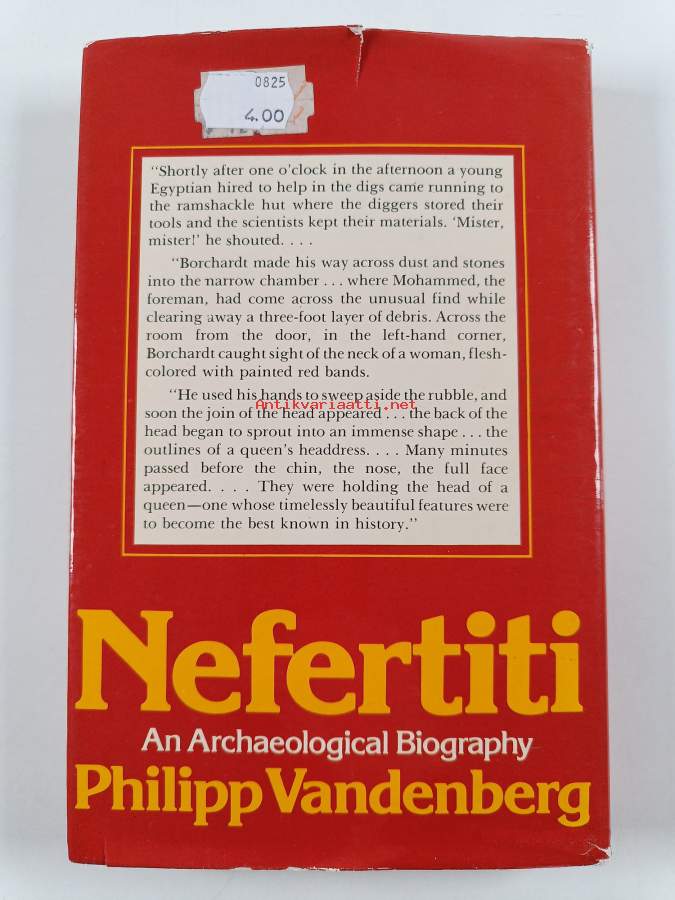 0825
4.00
"Shortly after one o'clock in the afternoon a young
Egyptian hired to help in the digs came running to
the ramshackle hut where the diggers stored their
tools and the scientists kept their materials. 'Mister,
mister!' he shouted. . . .
"Borchardt made his way across dust and stones
into the narrow chamber . . . where Mohammed, the
foreman, had come across the unusual find while
clearing away a three-foot layer of debris. Across the
room from the door, in the left-hand corner,
Borchardt caught sight of the neck of a woman, flesh-
colored with painted red bands.
"He used his hands to sweep aside the rubble, and
Antikvariaatti.net
soon the join of the head appeared . . . the back of the
head began to sprout into an immense shape . . . the
outlines of a queen's headdress. . . . Many minutes
passed before the chin, the nose, the full face
appeared. . . . They were holding the head of a
queen—one whose timelessly beautiful features were
to become the best known in history."
Nefertiti
An Archaeological Biography
Philipp Vandenberg